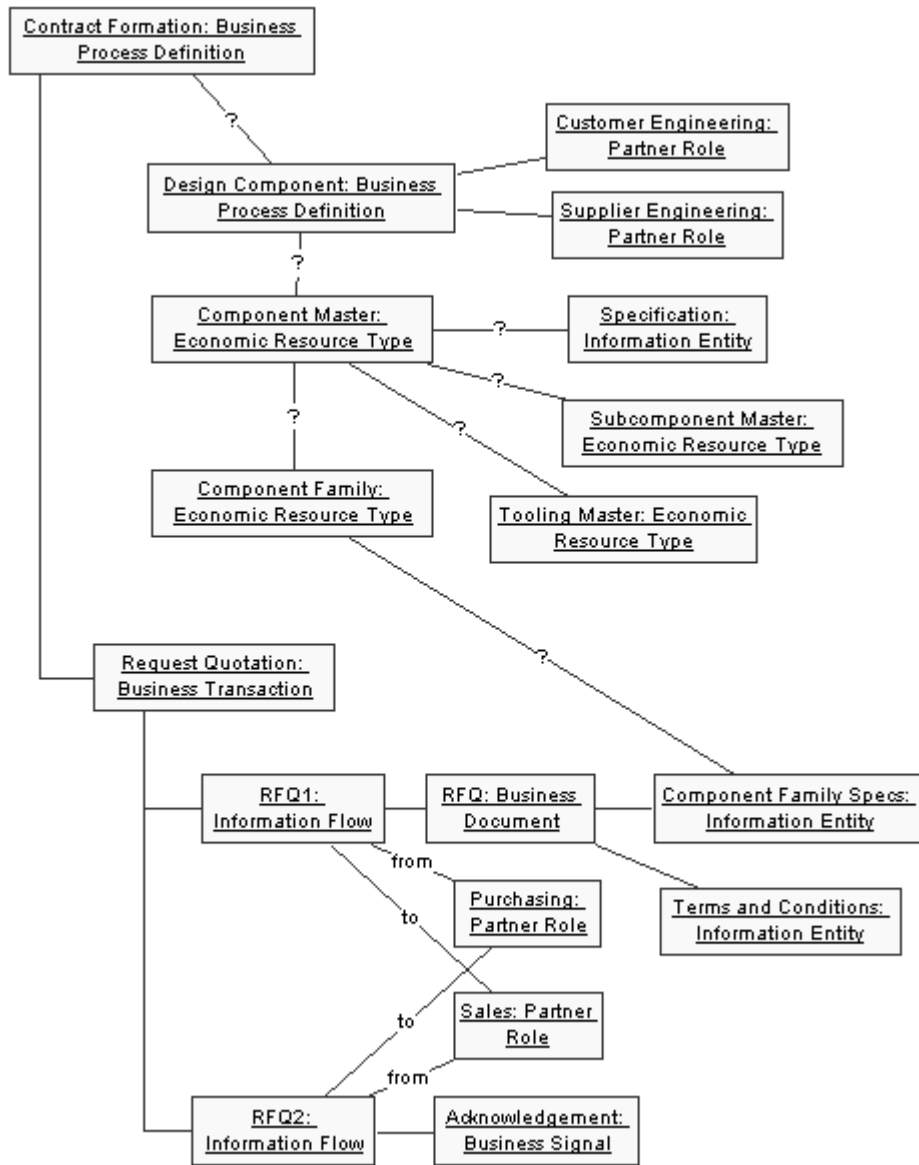 Contract Formation: Business
Process Definition
?
Customer Engineering:
Partner Role
Design Component: Business
Process Definition
Supplier Engineering:
Partner Role
?
Component Master:
Economic Resource Type
?
Specification:
Information Entity
?
Subcomponent Master:
Economic Resource Type
?
?
Component Family:
Economic Resource Type
Tooling Master: Economic
Resource Type
?
Request Quotation:
Business Transaction
RFQ1:
Information Flow
RFQ: Business
Document
Component Family Specs:
Information Entity
from
Purchasing:
Partner Role
Terms and Conditions:
Information Entity
to
Sales: Partner
Role
to
from
RFQ2:
Information Flow
Acknowledgement:
Business Signal